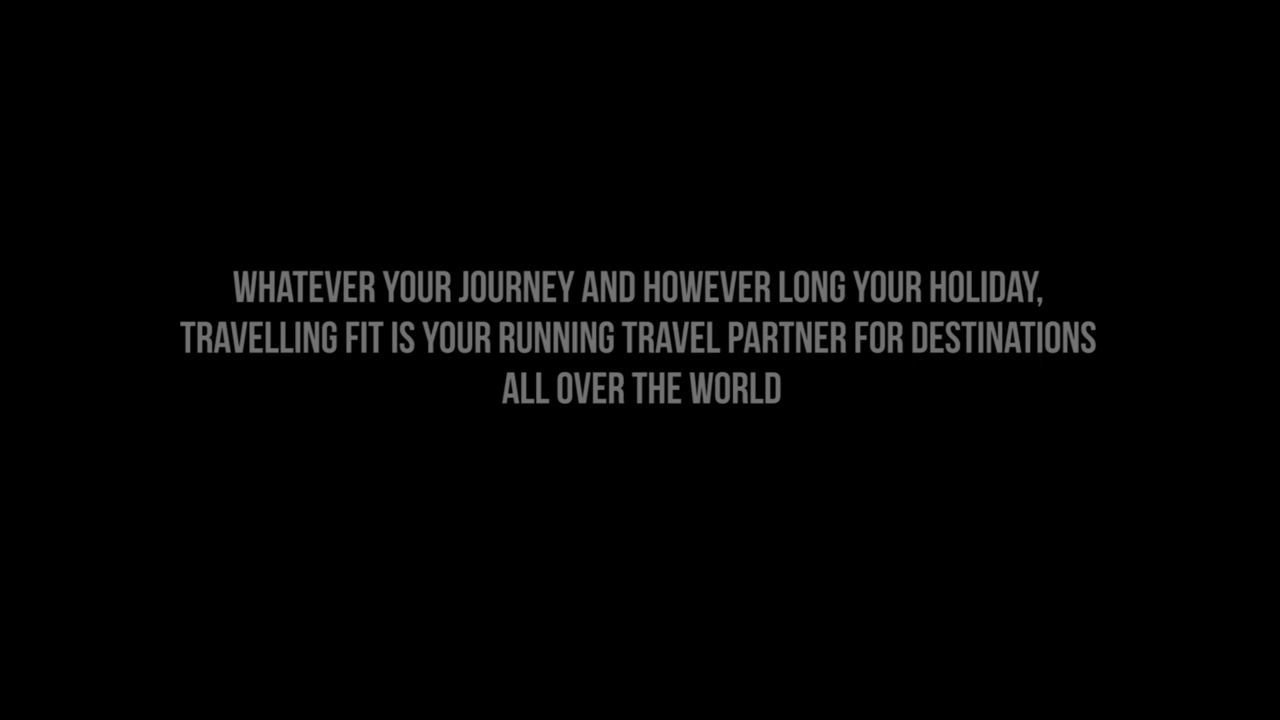 WHATEVER YOUR JOURNEY AND HOWEVER LONG YOUR HOLIDAY,
TRAVELLING FIT IS YOUR RUNNING TRAVEL PARTNER FOR DESTINATIONS
ALL OVER THE WORLD